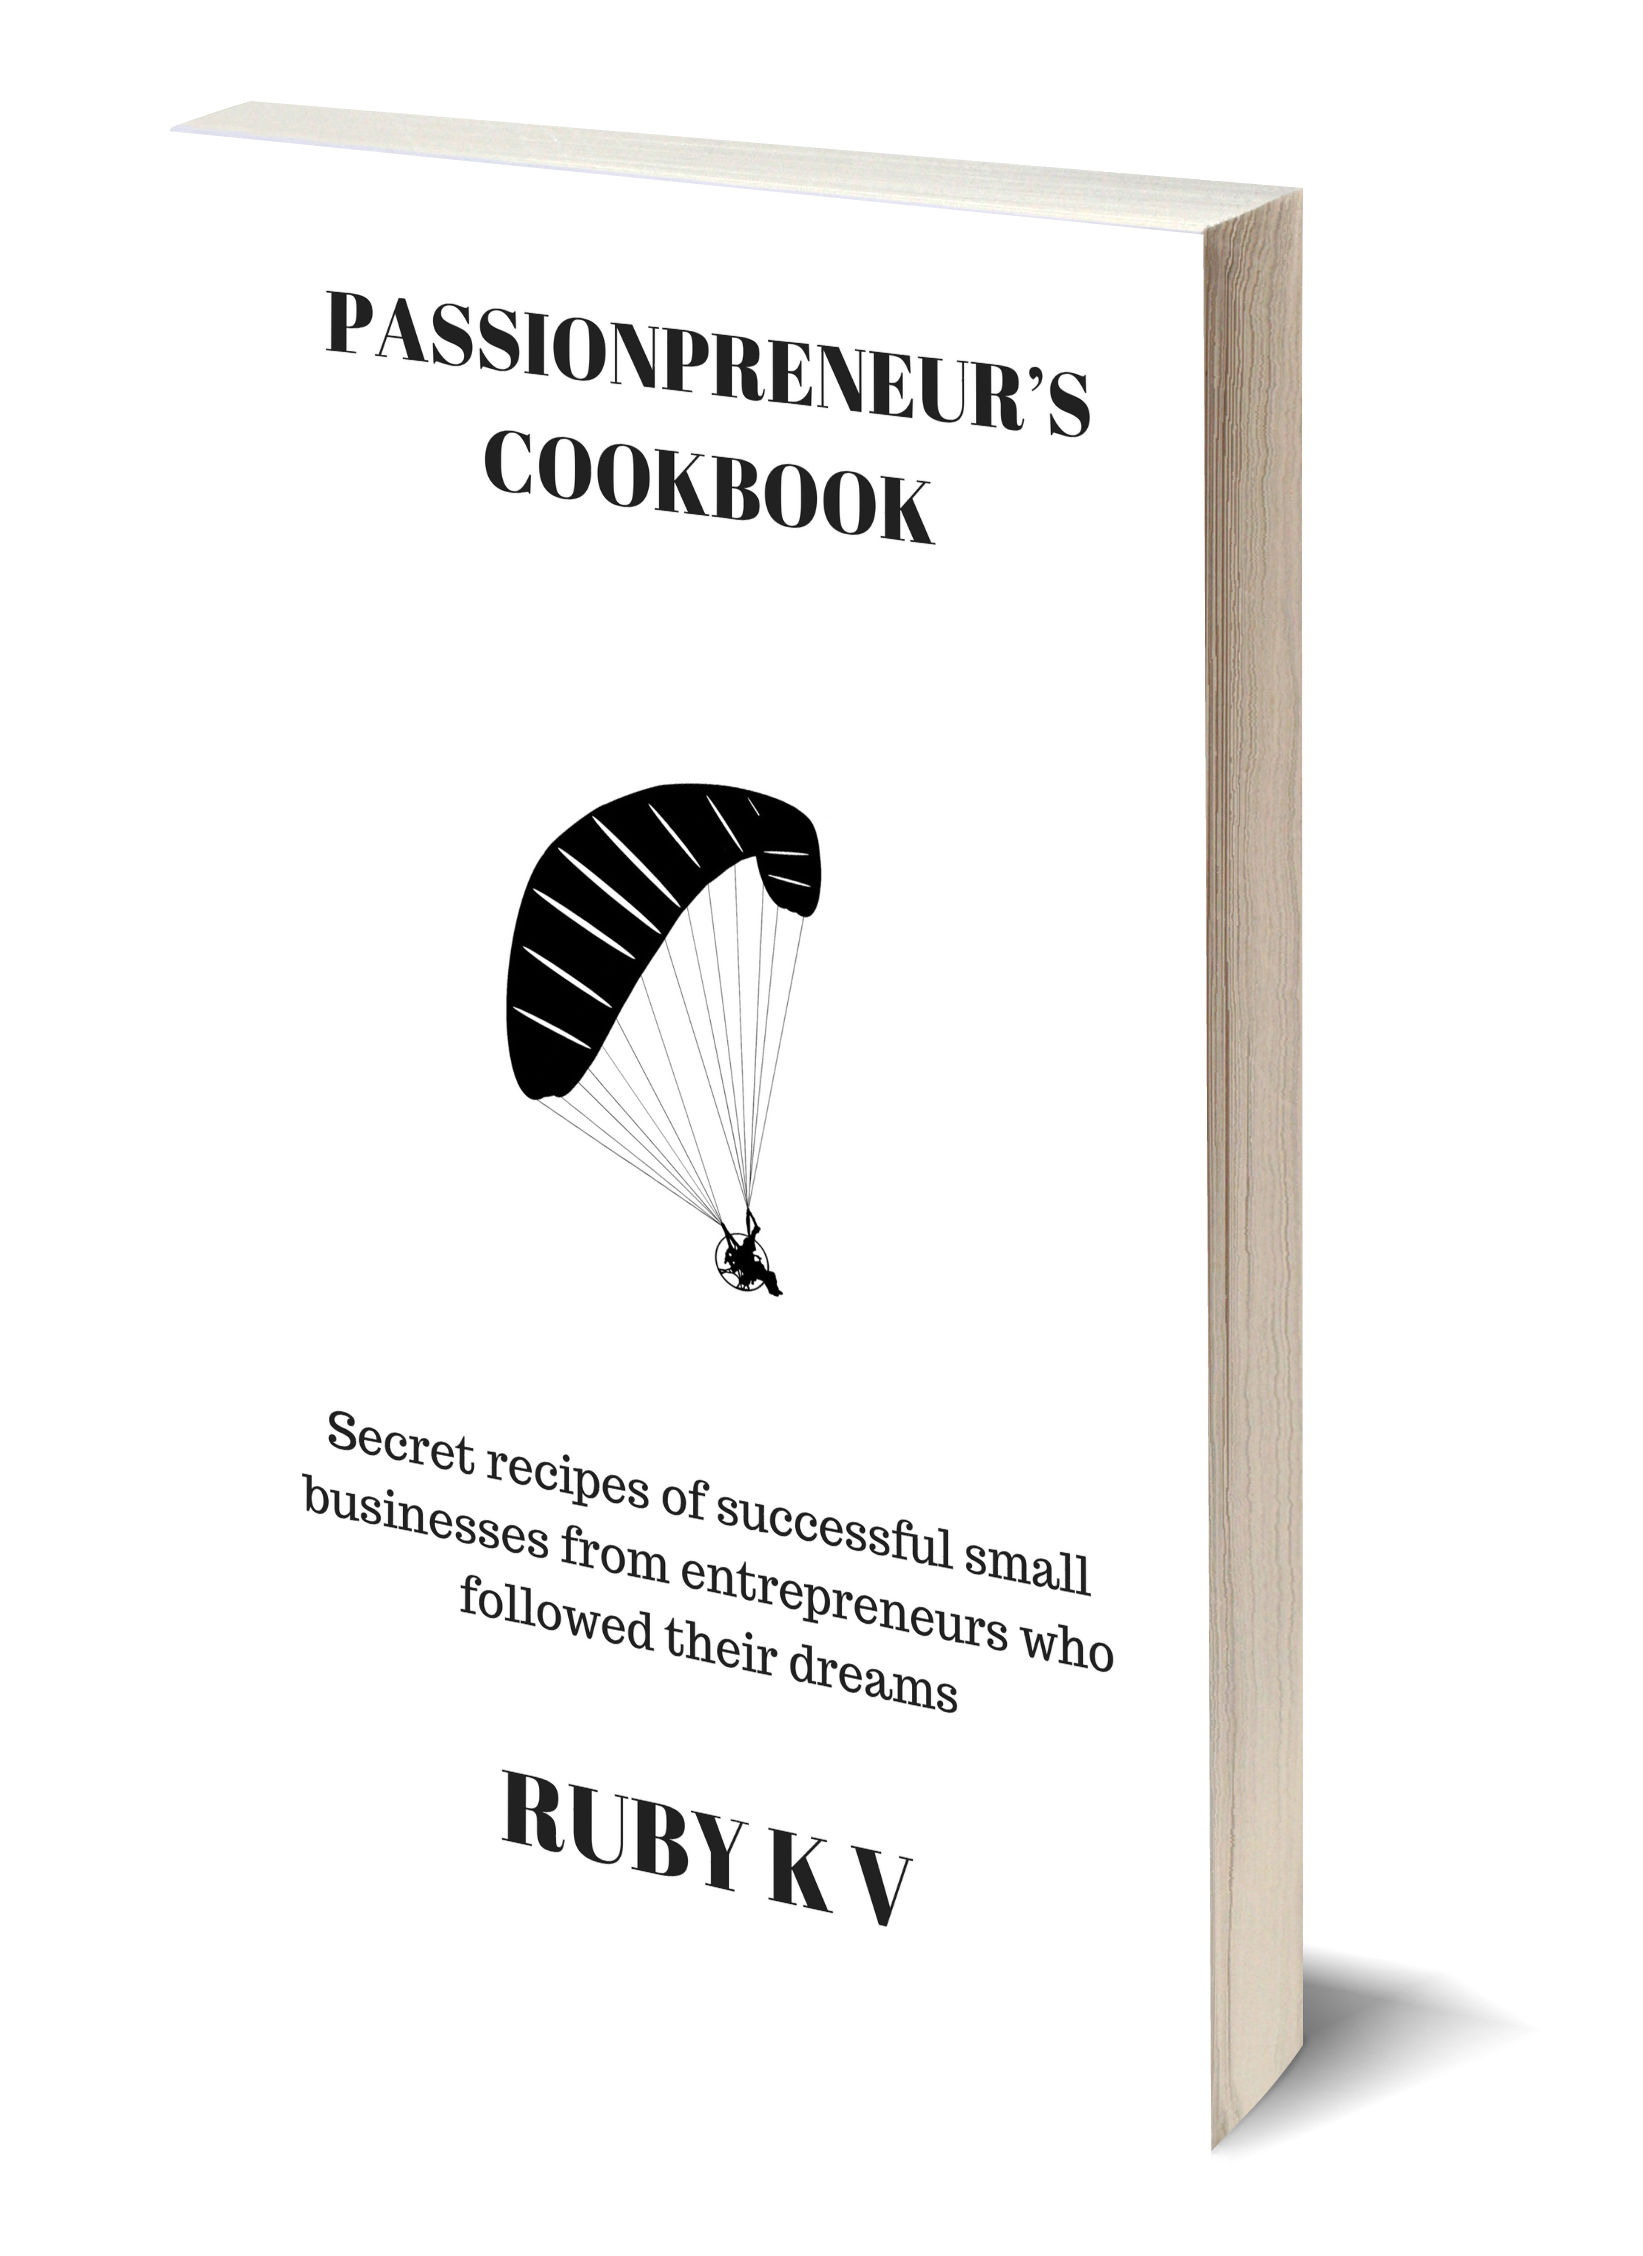 PASSIONPRENEUR’S
COOKBOOK
Secret recipes of successful small
businesses from entrepreneurs who
followed their dreams
RUBY K V